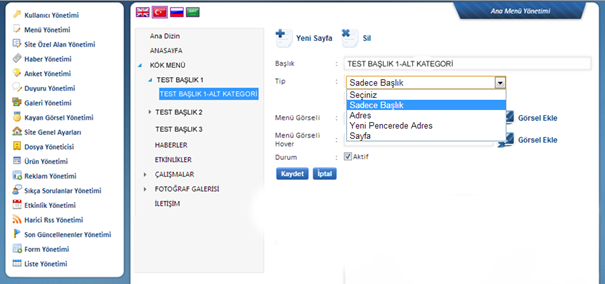 Kullanıcı Yönetimi
Menü Yönetimi
Site Özel Alan Yönetimi
Haber Yönetimi
Anket Yönetimi
Duyuru Yönetimi
Galeri Yönetimi
Kayan Görsel Yönetimi
Site Genel Ayarları
Dosya Yöneticisi
Ürün Yönetimi
Reklam Yönetimi
Sıkça Sorulanlar Yönetimi
Etkinlik Yönetimi
Harici Rss Yönetimi
Son Güncellenenler Yönetimi
Form Yönetimi
Liste Yönetimi
Ana Dizin
ANASAYFA
KÖK MENÜ
TEST BAŞLIK 1
TEST BAŞLIK 1-ALT KATEGORİ
TEST BAŞLIK 2
TEST BAŞLIK 3
HABERLER
ETKİNLİKLER
ÇALIŞMALAR
FOTOĞRAF GALERİSİ
İLETİŞİM
Ana Menü Yönetimi
Yeni Sayfa Sil
Başlık : TEST BAŞLIK 1-ALT KATEGORİ
Tip : Sadece Başlık
Seçiniz
Sadece Başlık
Adres
Yeni Pencerede Adres
Sayfa
Menü Görseli : Görsel Ekle
Menü Görseli Hover : Görsel Ekle
Durum : Aktif
Kaydet İptal